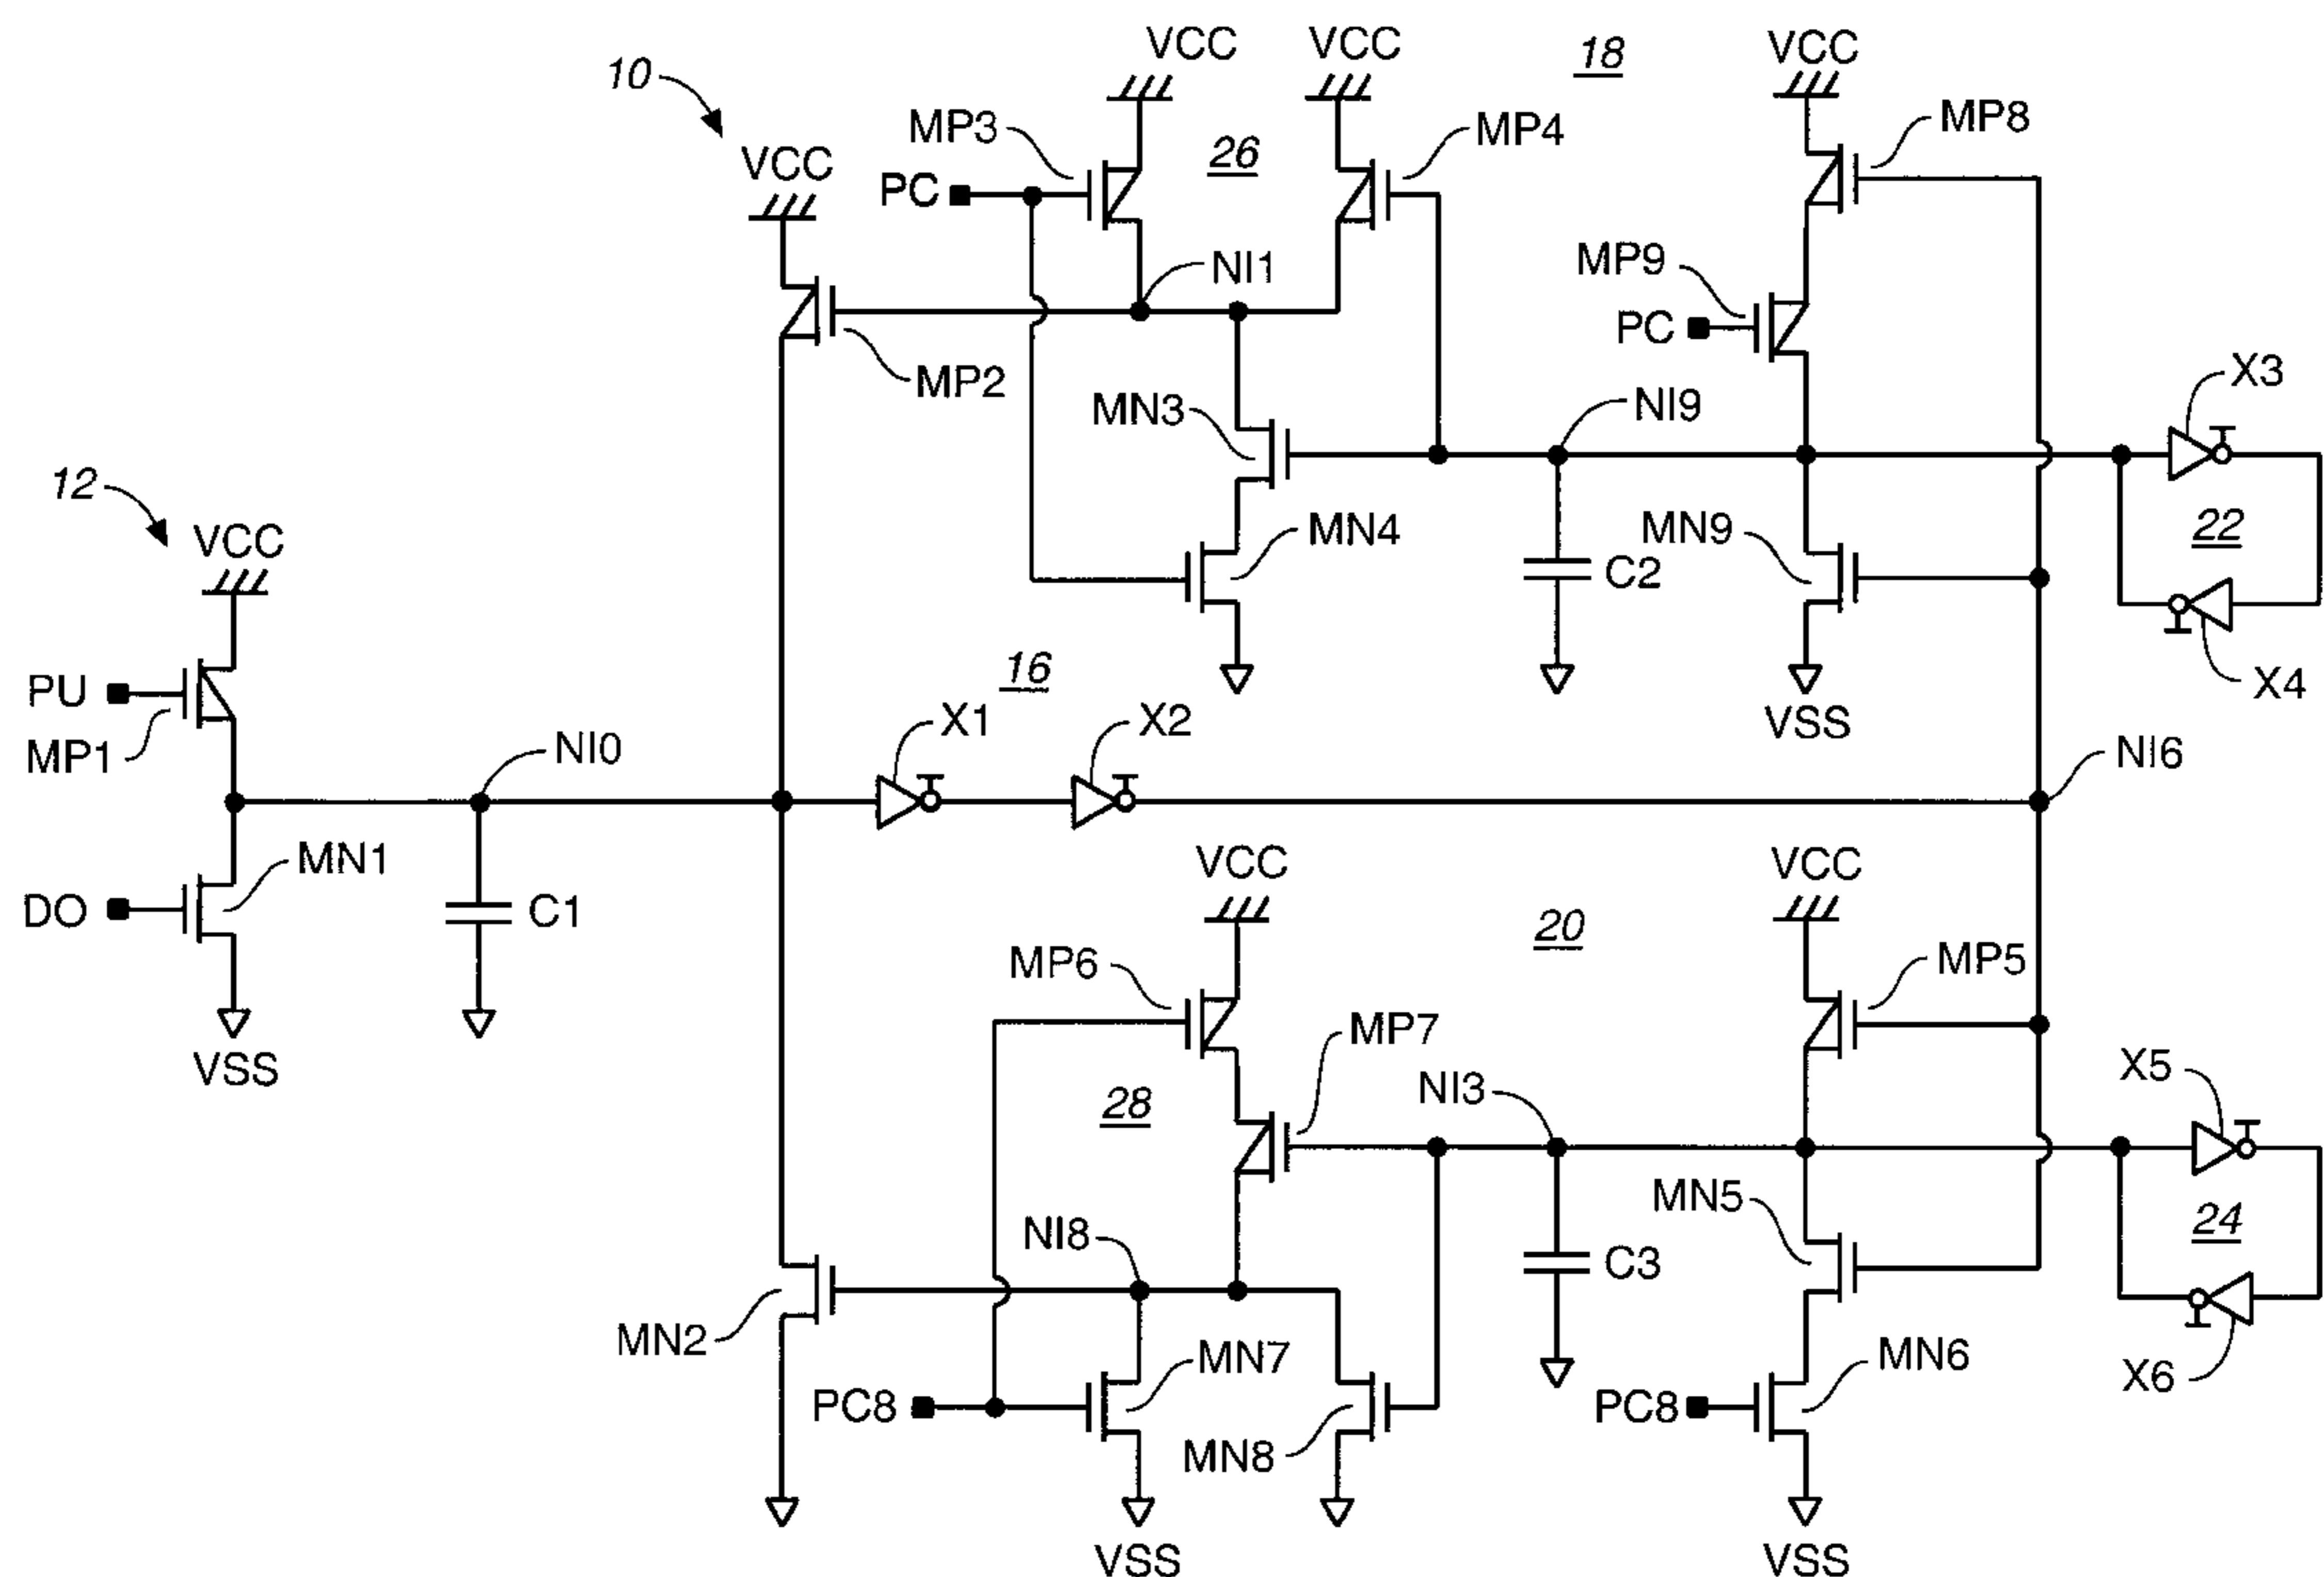 VCC
VCC
18
VCC
10
MP3
26
MP4
MP8
VCC
PC
NI1
MP9
PC
MP2
MN3
NI9
X3
12
VCC
MN4
C2
MN9
22
16
X4
PU
X1
X2
VSS
MP1
NI0
NI6
MN1
VCC
VCC
DO
C1
20
MP6
MP5
MP7
VSS
28
NI3
X5
MN5
NI8
C3
24
MN2
MN7
MN6
X6
PC8
PC8
MN8
VSS
VSS